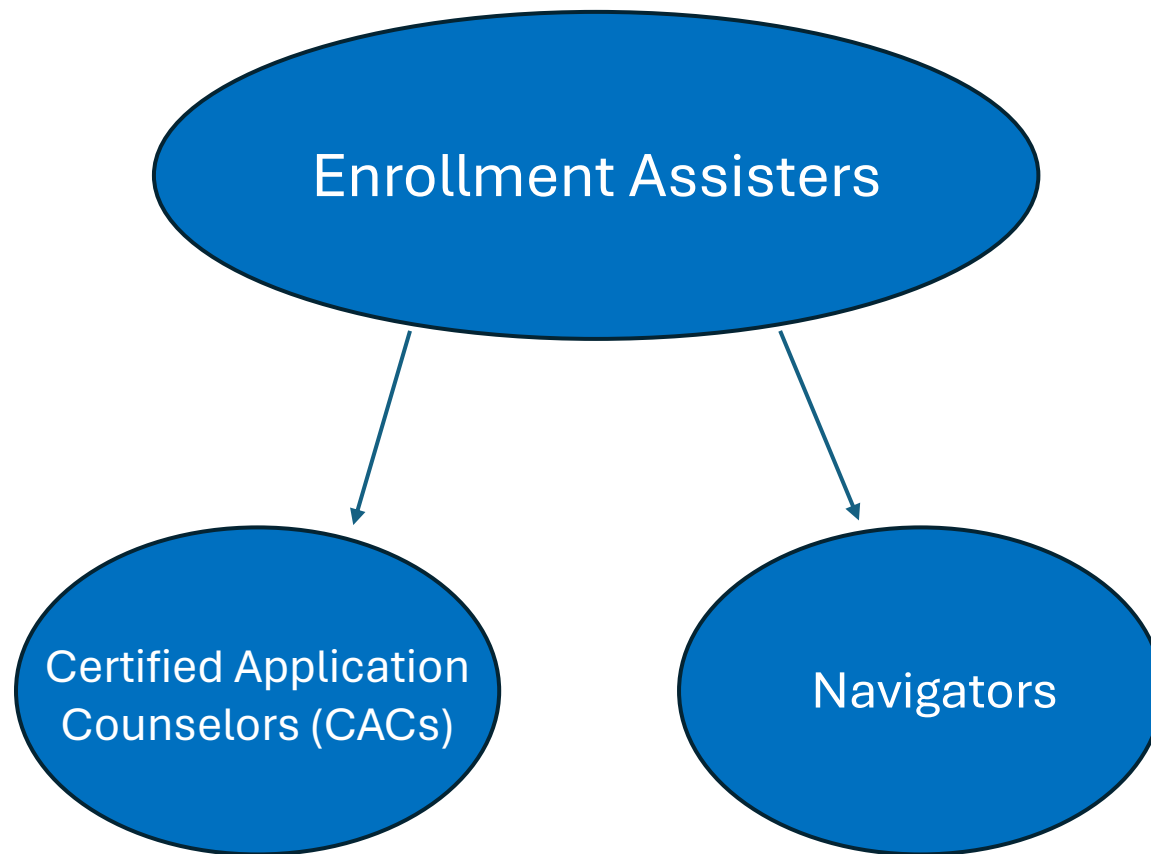 Enrollment Assisters
Certified Application
Counselors (CACs)
Navigators